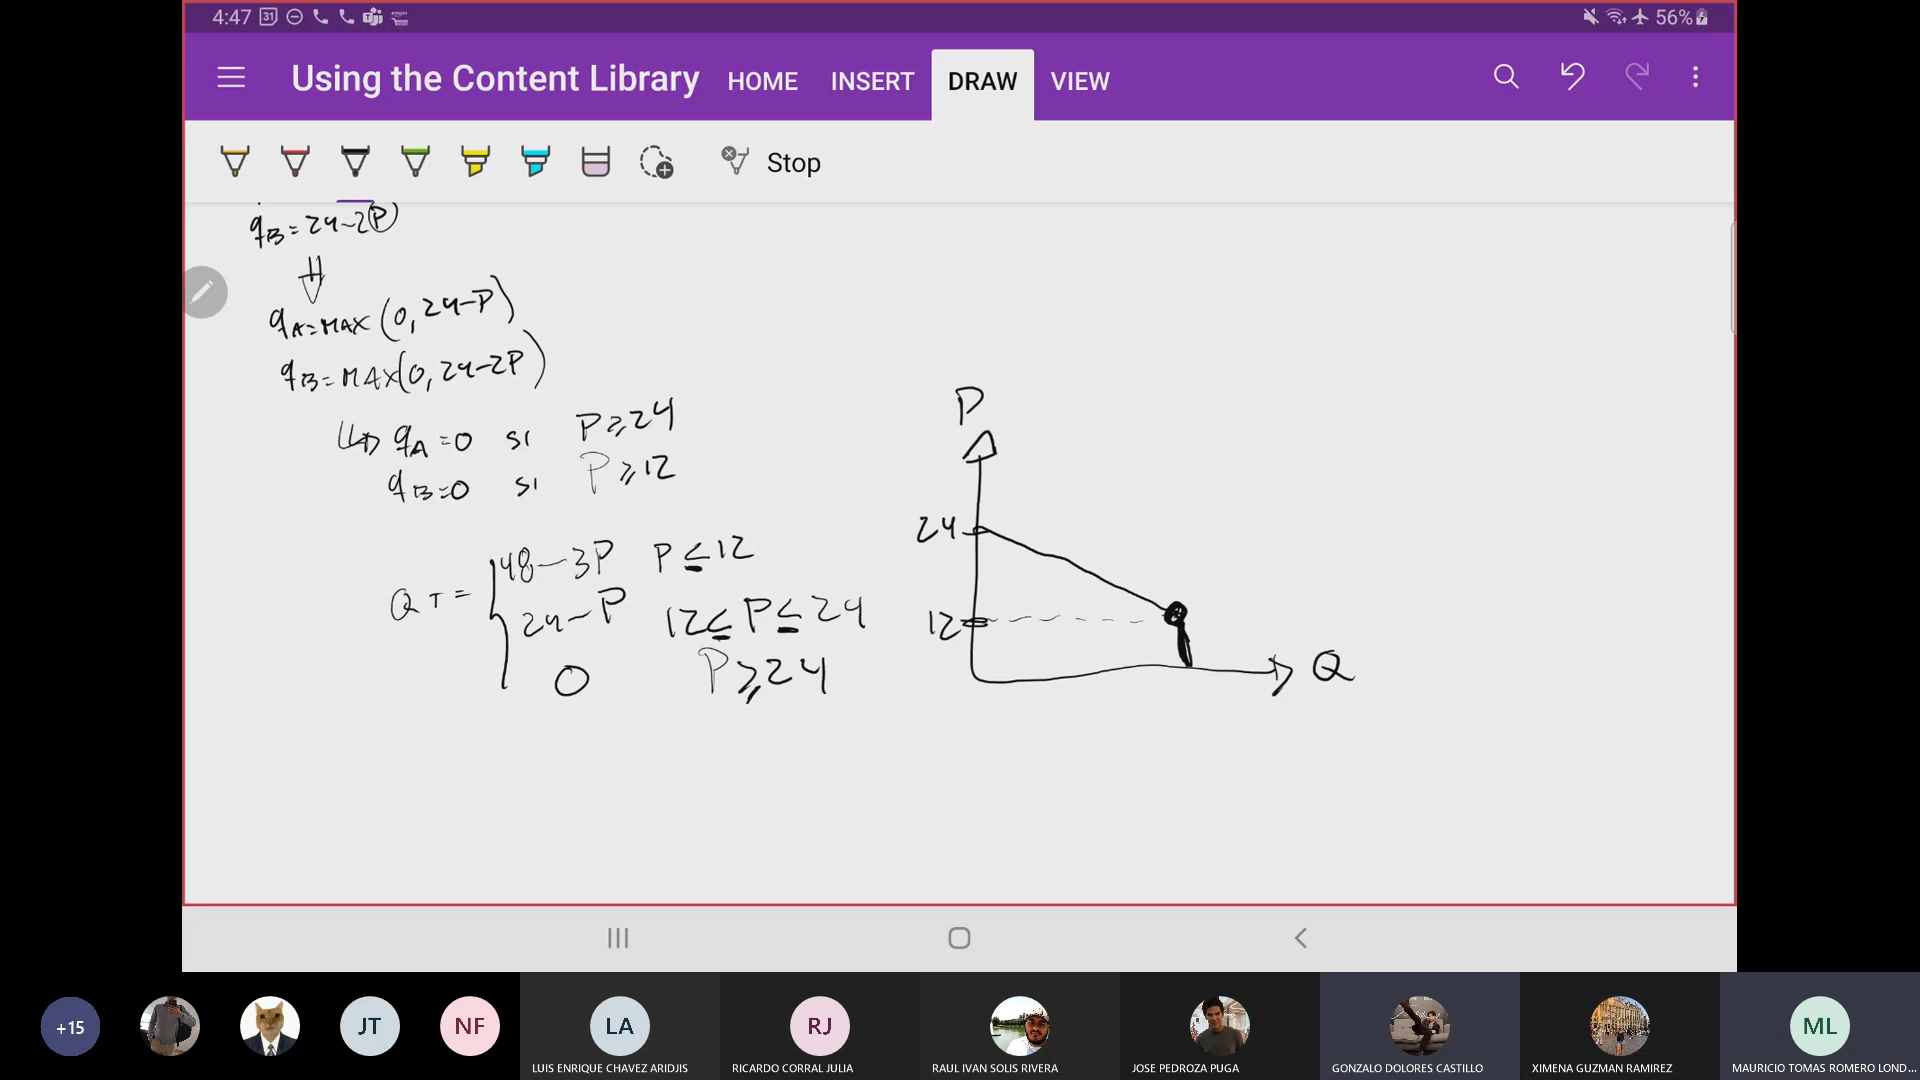 4:47 31 56%
Using the Content Library HOME INSERT DRAW VIEW
Stop
qB = 24-2P
qA = MAX (0, 24-P)
qB = MAX(0, 24-2P)
qA = 0 si P ≥ 24
qB = 0 si P ≥ 12
QT =
48-3P P ≤ 12
24-P 12 ≤ P ≤ 24
0 P ≥ 24
P
24
12
Q
+15
JT
NF
LA
RJ
ML
LUIS ENRIQUE CHAVEZ ARIDJIS
RICARDO CORRAL JULIA
RAUL IVAN SOLIS RIVERA
JOSE PEDROZA PUGA
GONZALO DOLORES CASTILLO
XIMENA GUZMAN RAMIREZ
MAURICIO TOMAS ROMERO LOND...